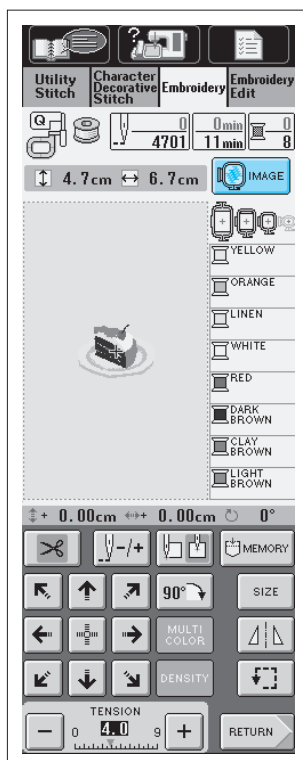 Utility Stitch
Character Decorative Stitch
Embroidery
Embroidery Edit
Q
0
4701
0min
11min
0
8
4.7cm 6.7cm
IMAGE
YELLOW
ORANGE
LINEN
WHITE
RED
DARK BROWN
CLAY BROWN
LIGHT BROWN
+ 0.00cm + 0.00cm 0°
-/+
MEMORY
90°
SIZE
MULTI COLOR
DENSITY
TENSION
- 0 4.0 9 +
RETURN